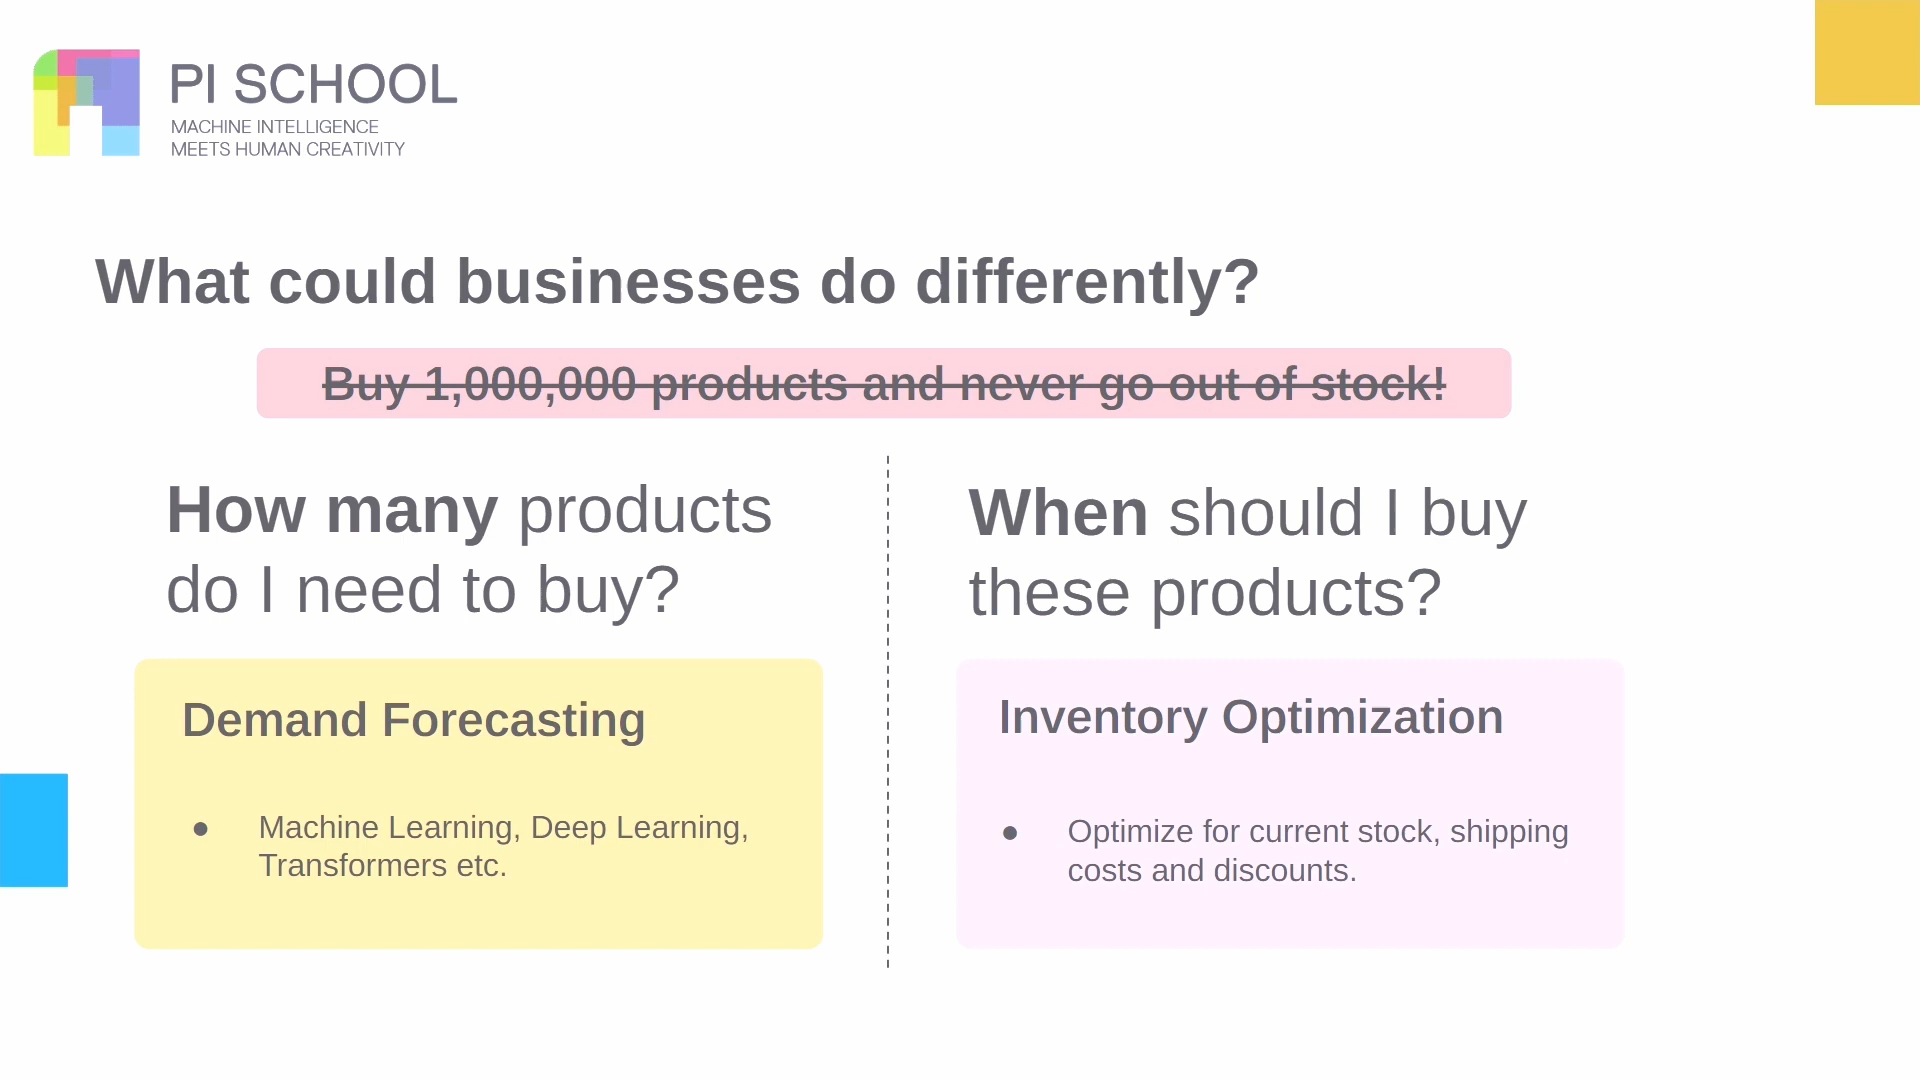 PI SCHOOL
MACHINE INTELLIGENCE
MEETS HUMAN CREATIVITY
What could businesses do differently?
Buy 1,000,000 products and never go out of stock!
How many products
do I need to buy?
Demand Forecasting
● Machine Learning, Deep Learning,
Transformers etc.
When should I buy
these products?
Inventory Optimization
● Optimize for current stock, shipping
costs and discounts.